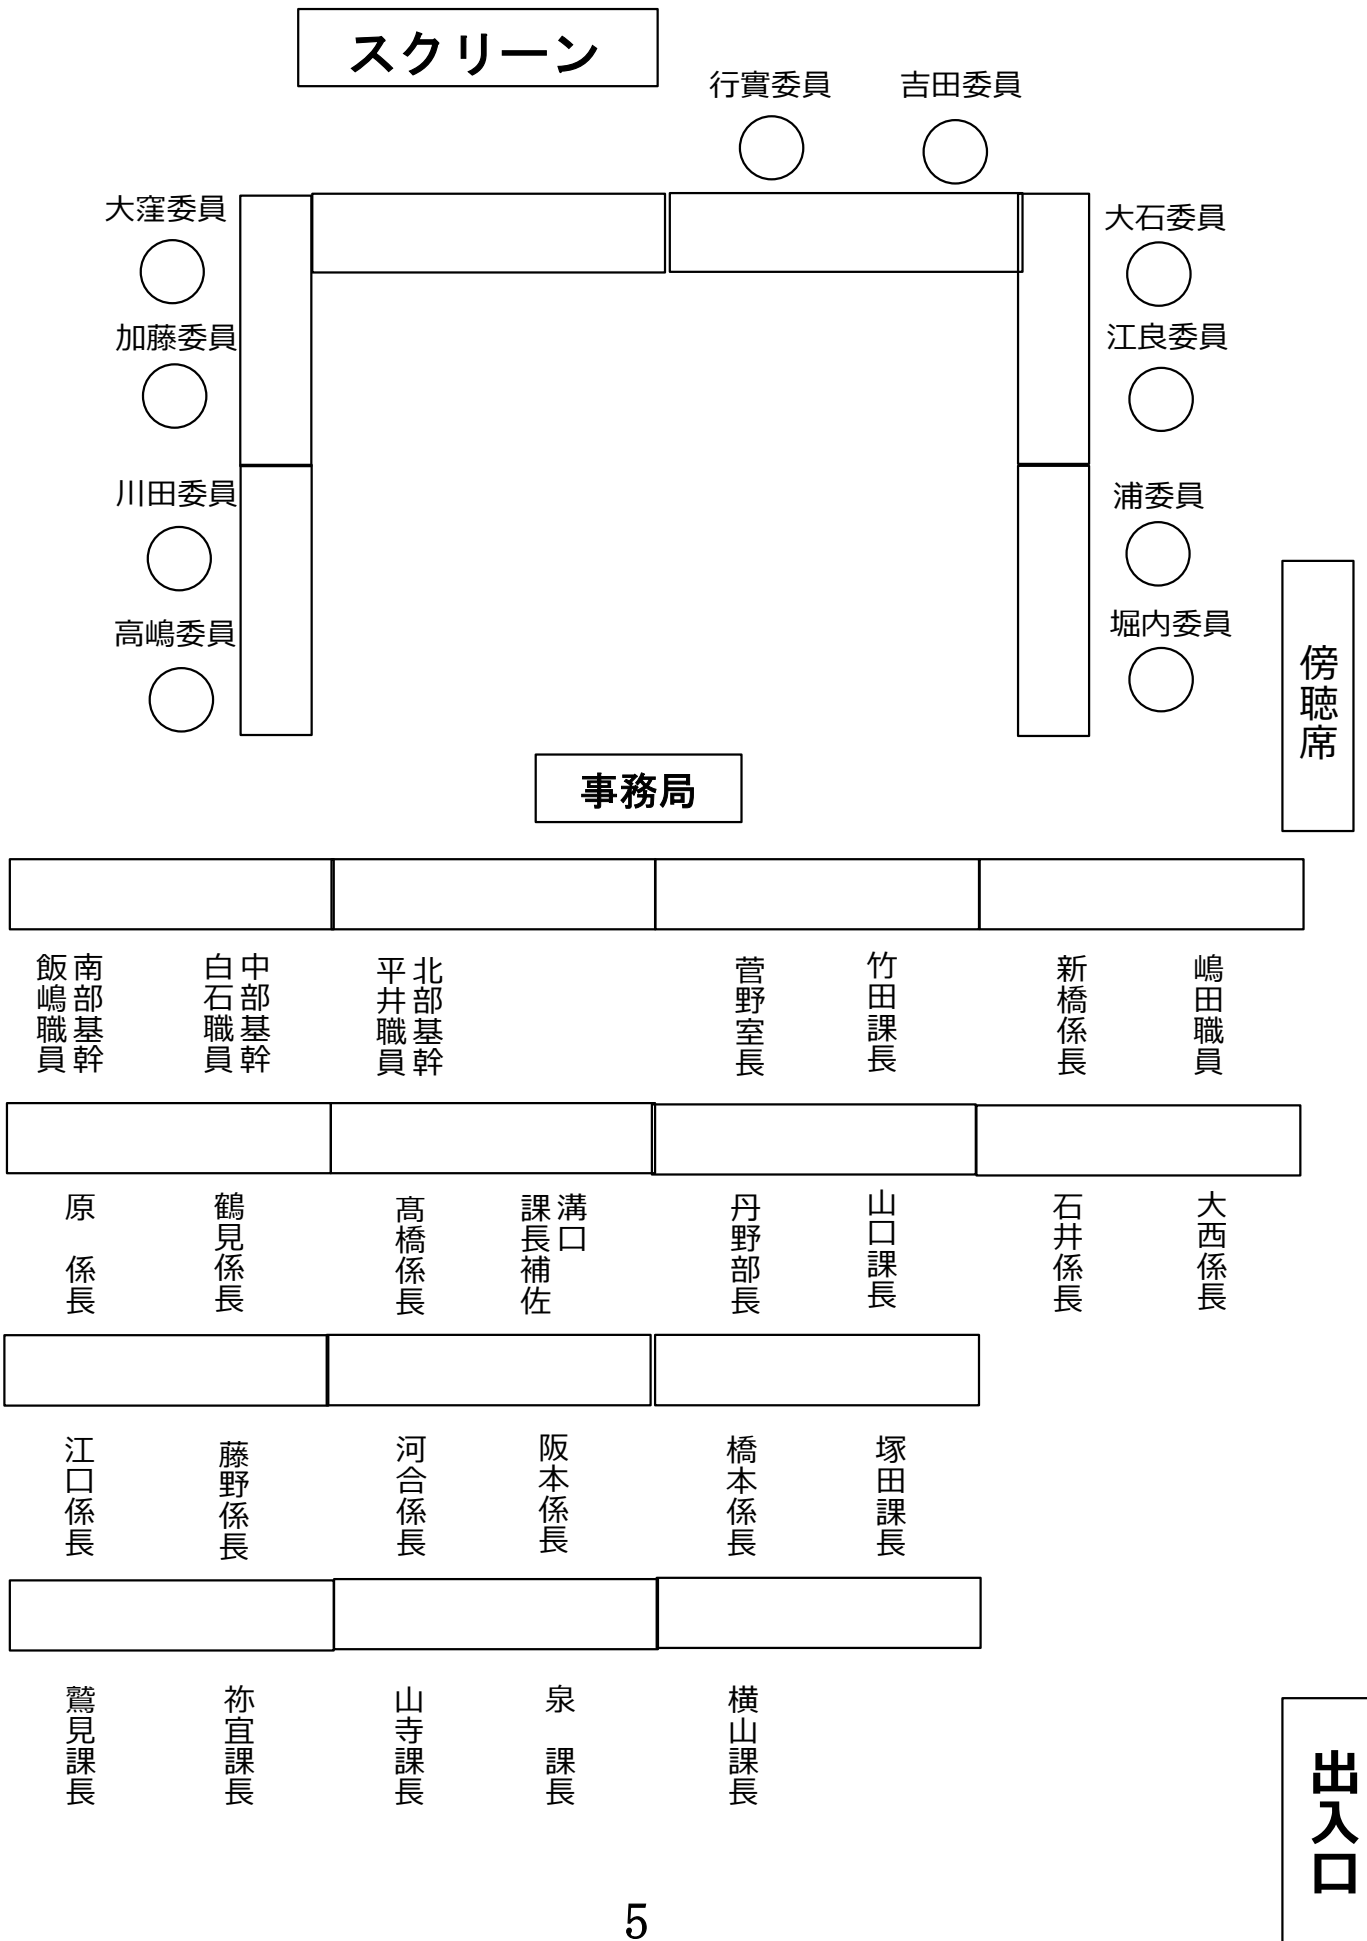 スクリーン
行實委員
吉田委員
大窪委員
大石委員
加藤委員
江良委員
川田委員
浦委員
高嶋委員
堀内委員
傍聴席
事務局
南部基幹
飯嶋職員
中部基幹
白石職員
北部基幹
平井職員
菅野室長
竹田課長
新橋係長
嶋田職員
原　係長
鶴見係長
髙橋係長
溝口
課長補佐
丹野部長
山口課長
石井係長
大西係長
江口係長
藤野係長
河合係長
阪本係長
橋本係長
塚田課長
鷲見課長
祢宜課長
山寺課長
泉　課長
横山課長
出入口
5